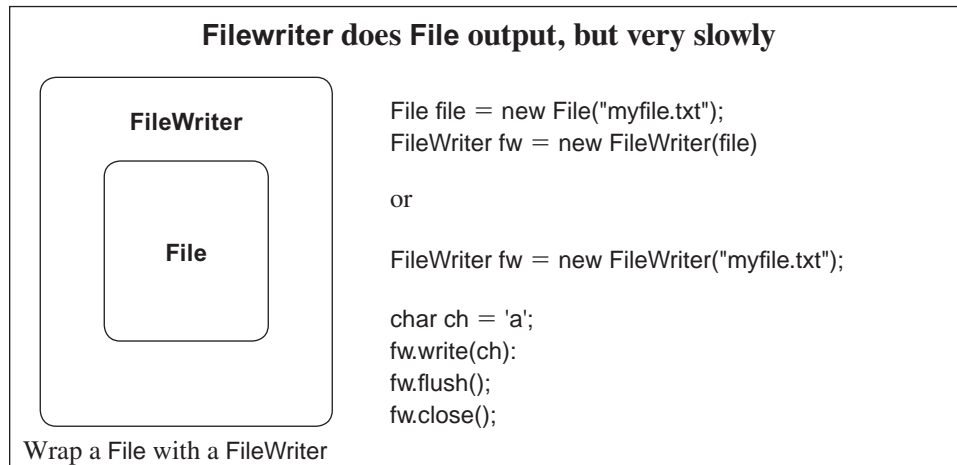 Filewriter does File output, but very slowly
FileWriter
File
Wrap a File with a FileWriter
File file = new File("myfile.txt");
FileWriter fw = new FileWriter(file)
or
FileWriter fw = new FileWriter("myfile.txt");
char ch = 'a';
fw.write(ch):
fw.flush();
fw.close();